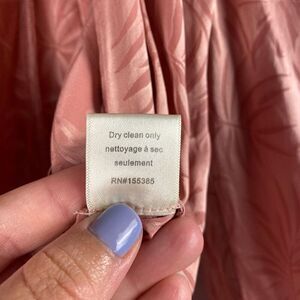 Dry clean only
nettoyage à sec
seulement
RN#155385